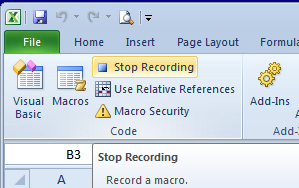 File Home Insert Page Layout
Visual Basic
Macros
Stop Recording
Use Relative References
Macro Security
Code
Add-Ins
B3
Stop Recording
A
Record a macro.